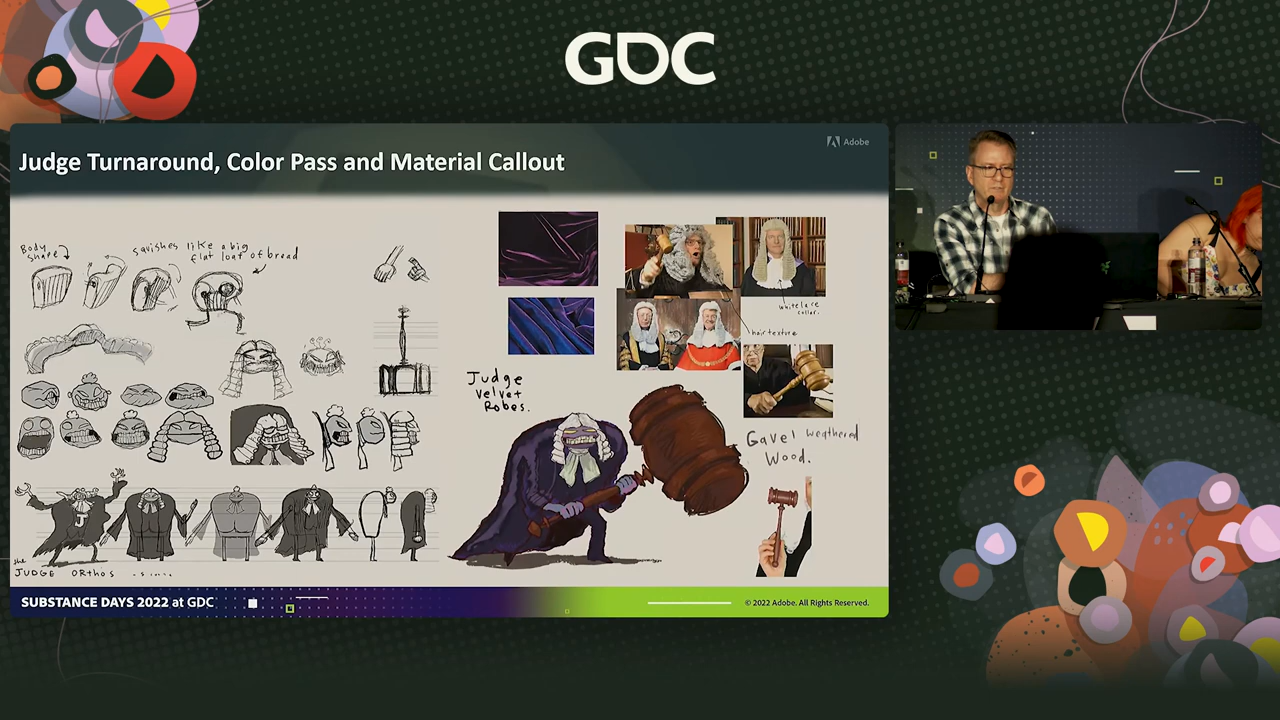 GDC
Adobe
Judge Turnaround, Color Pass and Material Callout
Body
shape
squishes like a big
flat loaf of bread
white lace
collar.
hair texture
Judge
Velvet
Robes.
Gavel weathered
Wood.
the
JUDGE ORTHOS
SUBSTANCE DAYS 2022 at GDC
© 2022 Adobe. All Rights Reserved.